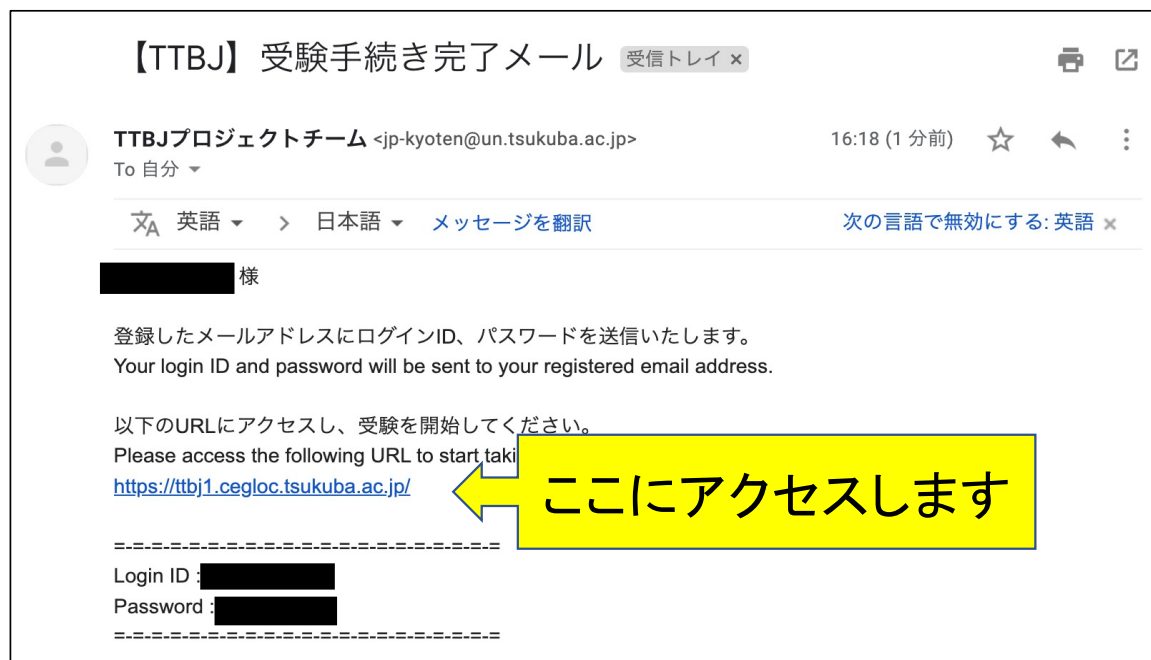 【TTBJ】受験手続き完了メール 受信トレイ ×
TTBJプロジェクトチーム <jp-kyoten@un.tsukuba.ac.jp> 16:18 (1 分前)
To 自分
英語 > 日本語 メッセージを翻訳 次の言語で無効にする: 英語 ×
様
登録したメールアドレスにログインID、パスワードを送信いたします。
Your login ID and password will be sent to your registered email address.
以下のURLにアクセスし、受験を開始してください。
Please access the following URL to start taki
https://ttbj1.cegloc.tsukuba.ac.jp/
ここにアクセスします
=-=-=-=-=-=-=-=-=-=-=-=-=-=-=-=-=-=-=-=-=
Login ID :
Password :
=-=-=-=-=-=-=-=-=-=-=-=-=-=-=-=-=-=-=-=-=